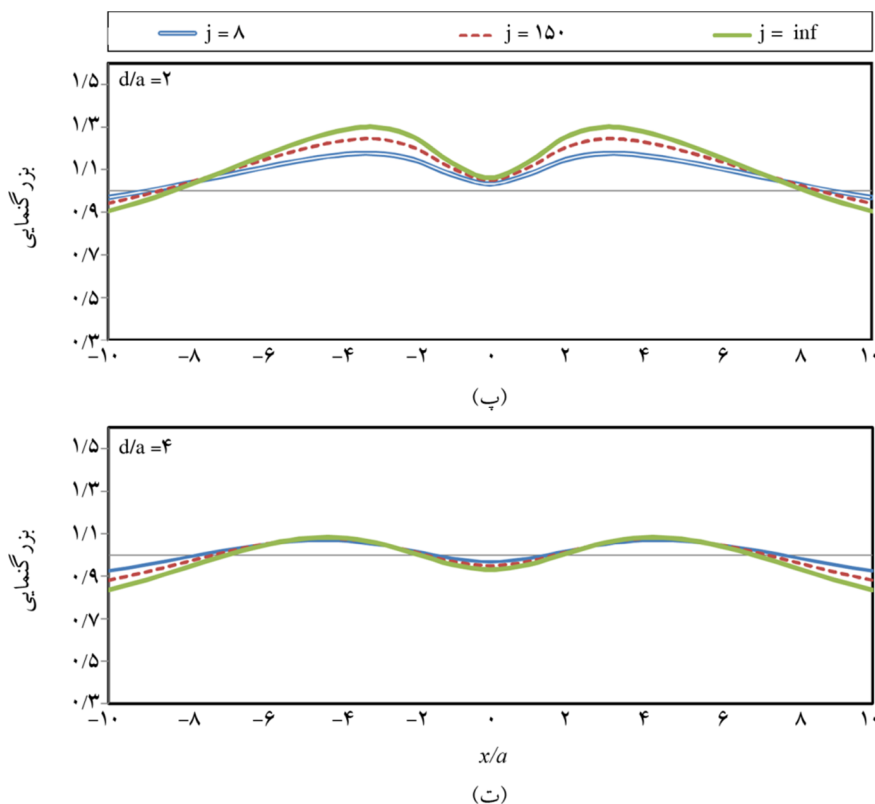 j = ۸
j = ۱۵۰
j = inf
d/a =۲
بزرگنمایی
۱/۵
۱/۳
۱/۱
۰/۹
۰/۷
۰/۵
۰/۳
−۱۰ −۸ −۶ −۴ −۲ ۰ ۲ ۴ ۶ ۸ ۱۰
(پ)
d/a =۴
بزرگنمایی
۱/۵
۱/۳
۱/۱
۰/۹
۰/۷
۰/۵
۰/۳
−۱۰ −۸ −۶ −۴ −۲ ۰ ۲ ۴ ۶ ۸ ۱۰
x/a
(ت)